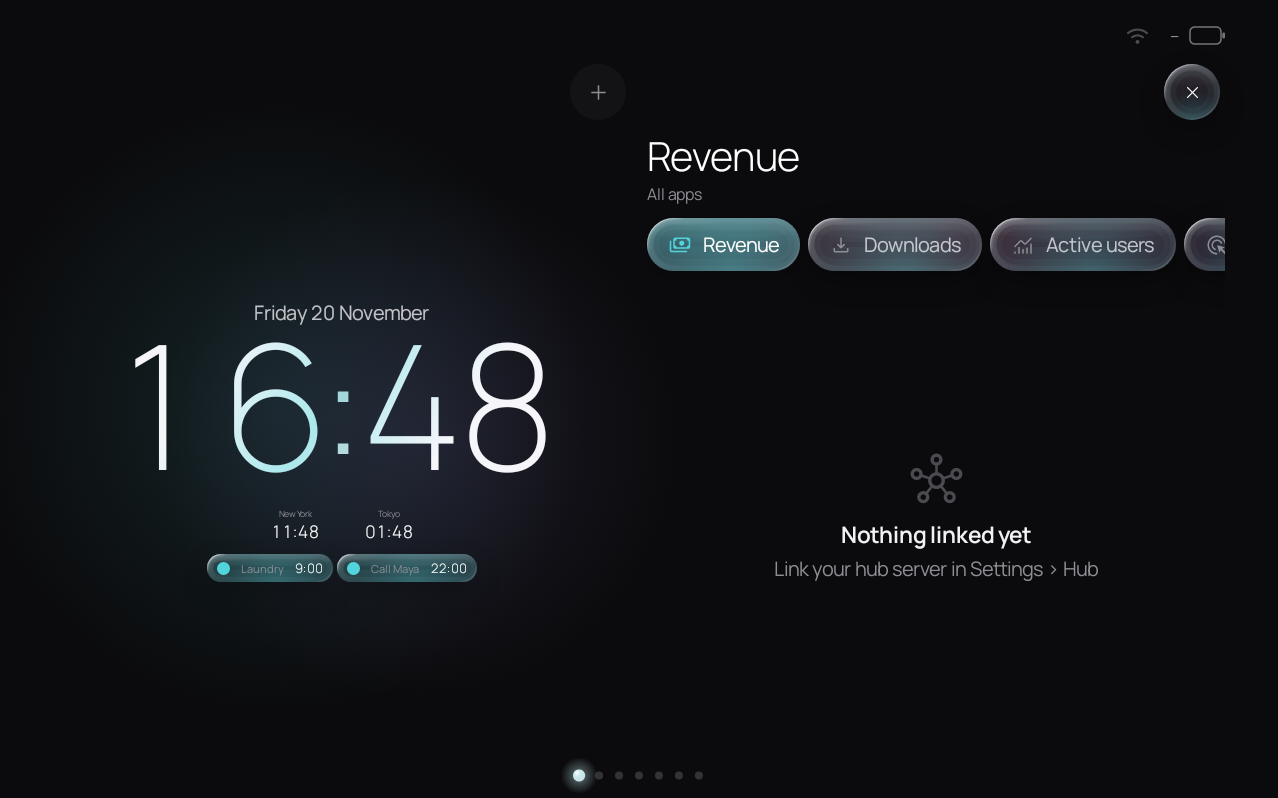 –
Revenue
All apps
Revenue
Downloads
Active users
Friday 20 November
16:48
New York
11:48
Tokyo
01:48
Laundry 9:00
Call Maya 22:00
Nothing linked yet
Link your hub server in Settings › Hub